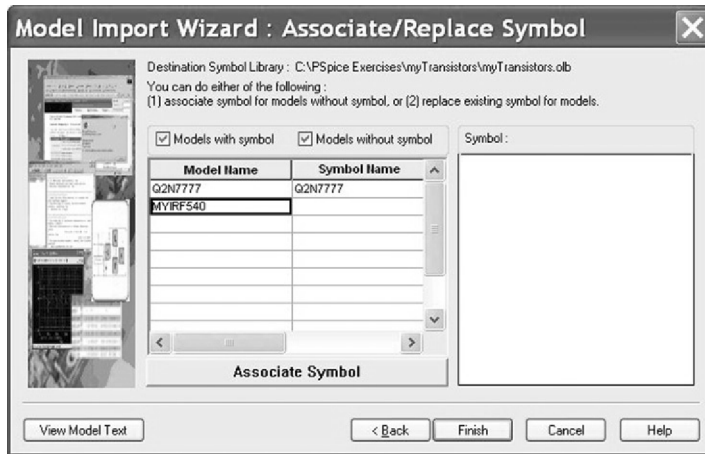 Model Import Wizard : Associate/Replace Symbol
Destination Symbol Library : C:\PSpice Exercises\myTransistors\myTransistors.olb
You can do either of the following :
(1) associate symbol for models without symbol, or (2) replace existing symbol for models.
Models with symbol
Models without symbol
Symbol :
Model Name
Symbol Name
Q2N7777
Q2N7777
MYIRF540
Associate Symbol
View Model Text
< Back
Finish
Cancel
Help